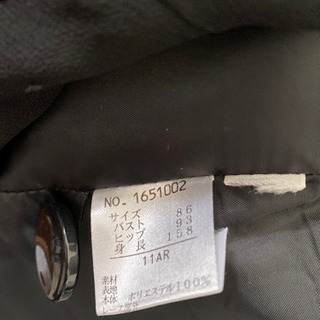 NO. 1651002
サイズ
バスト 86
ヒップ 93
身長 158
11AR
素材
表地
本体 ポリエステル100%